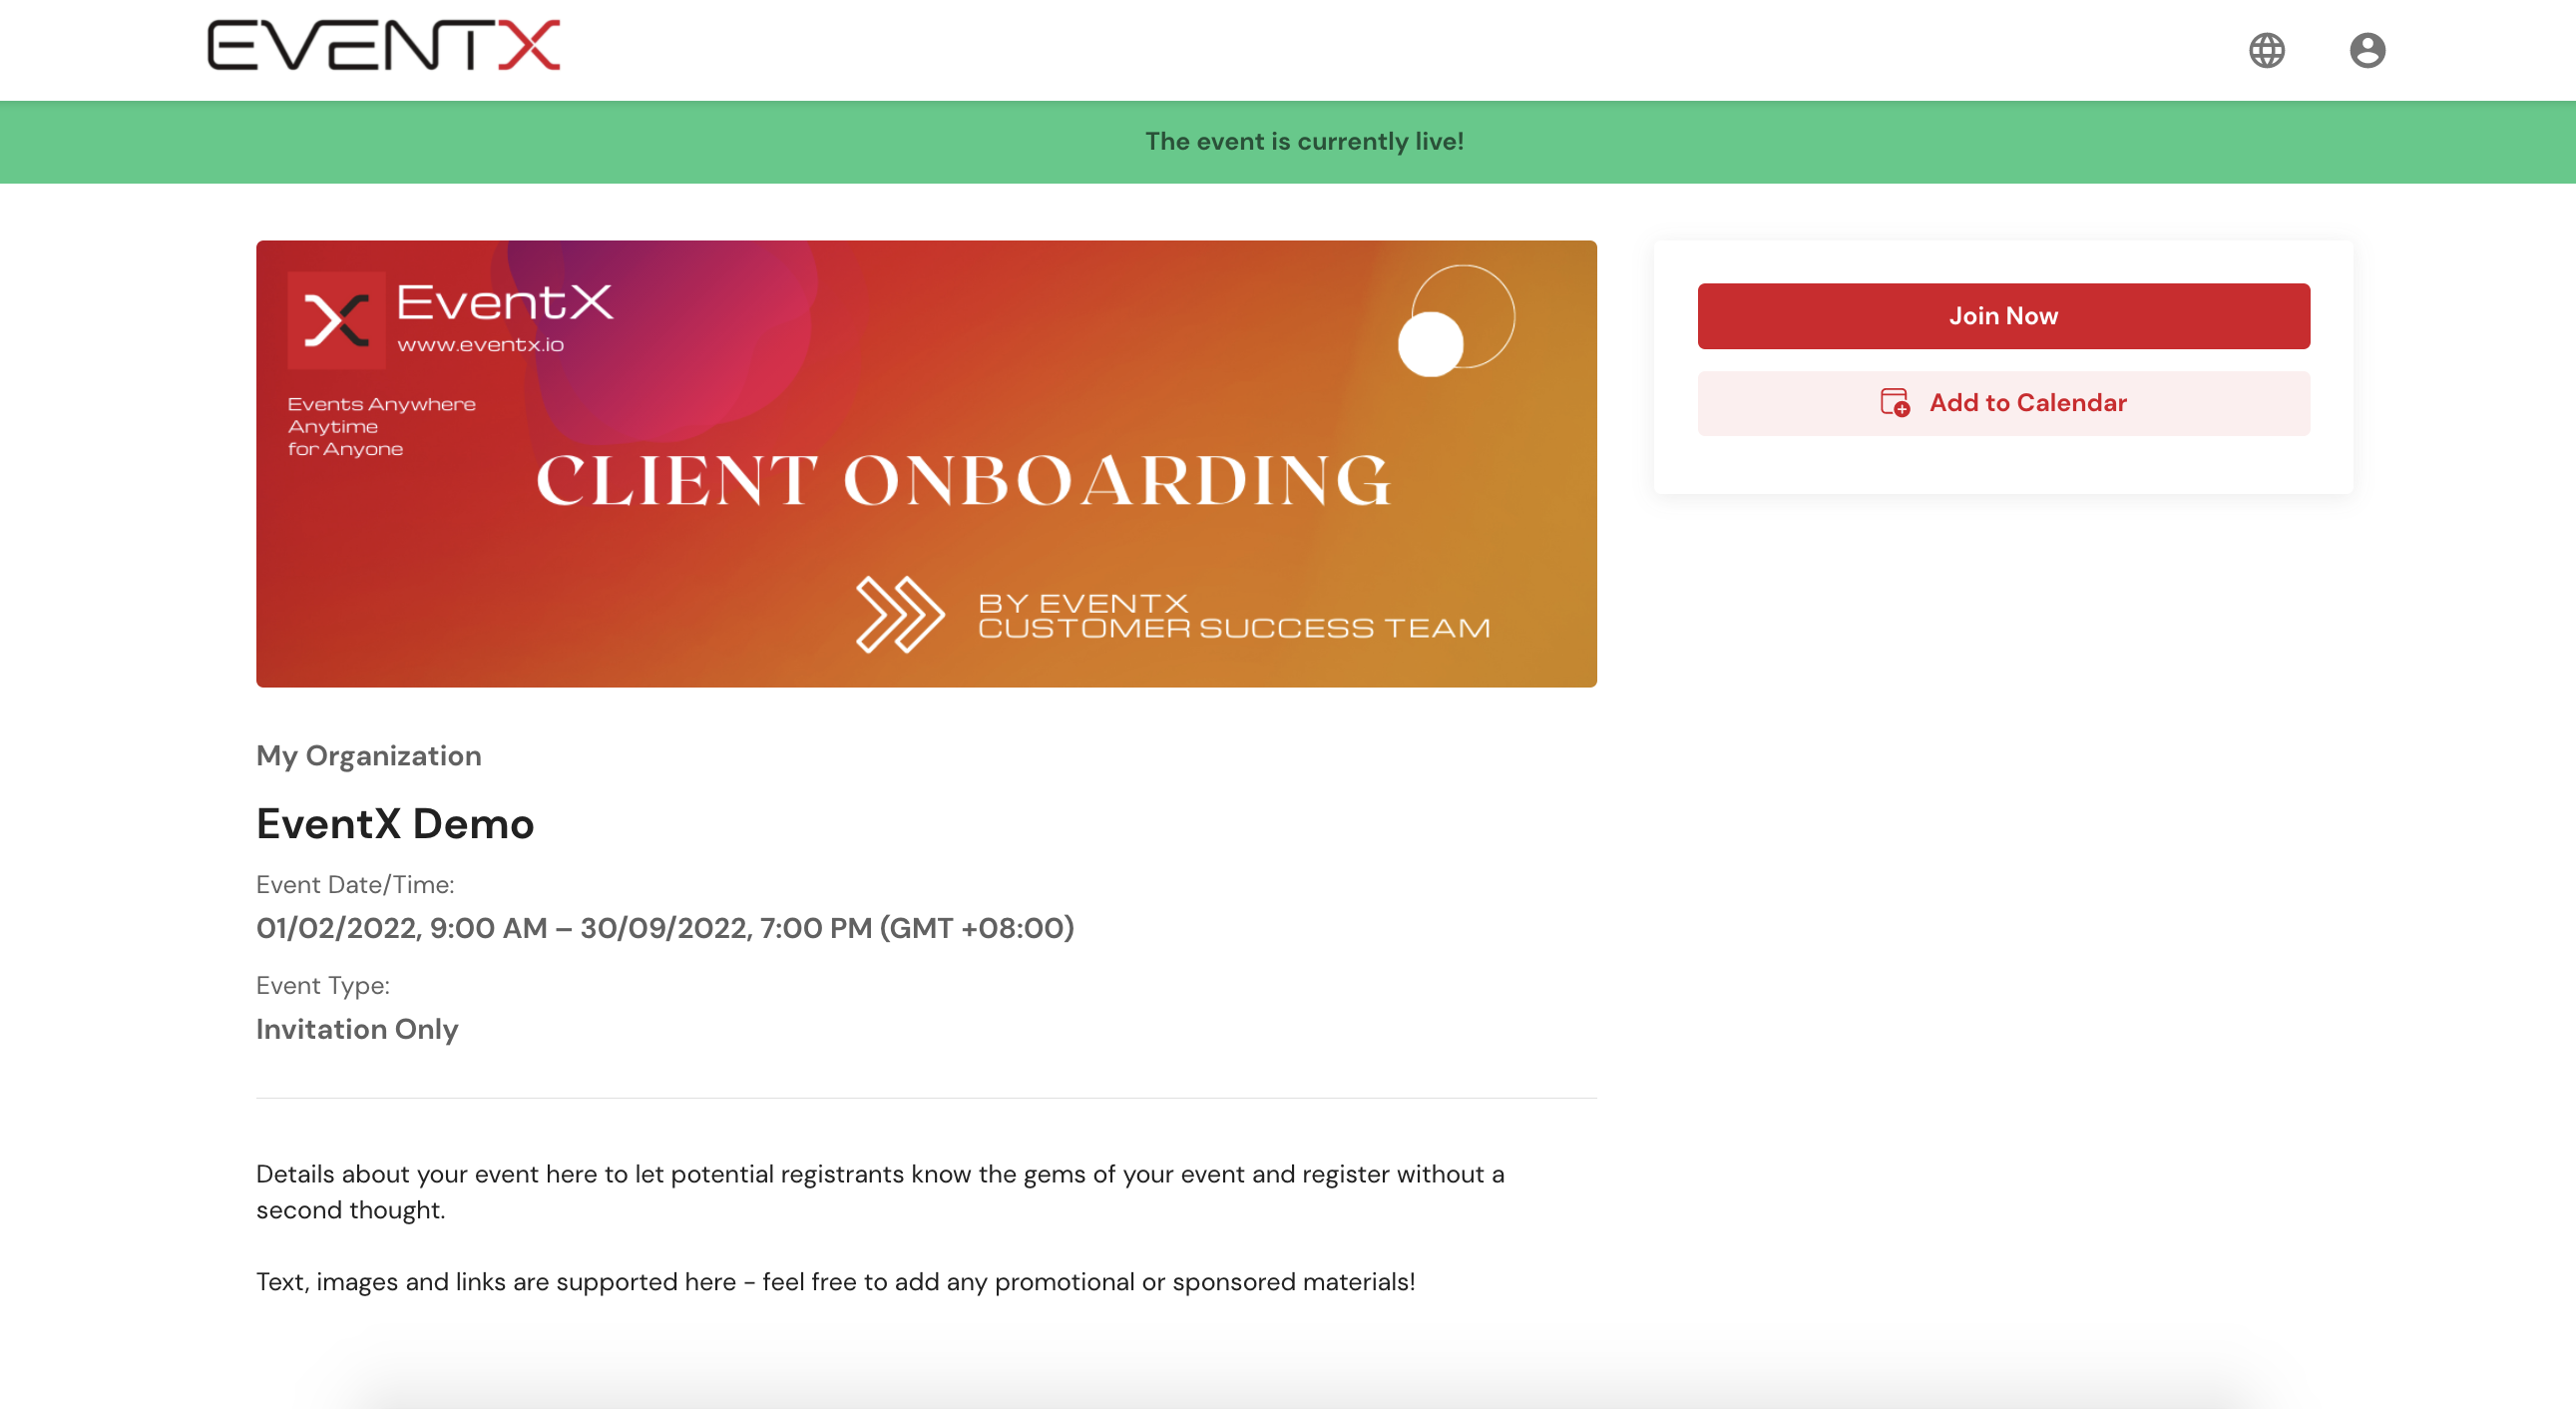 EVENTX
The event is currently live!
EventX
www.eventx.io
Events Anywhere
Anytime
for Anyone
CLIENT ONBOARDING
BY EVENTX
CUSTOMER SUCCESS TEAM
Join Now
Add to Calendar
My Organization
EventX Demo
Event Date/Time:
01/02/2022, 9:00 AM – 30/09/2022, 7:00 PM (GMT +08:00)
Event Type:
Invitation Only
Details about your event here to let potential registrants know the gems of your event and register without a
second thought.
Text, images and links are supported here - feel free to add any promotional or sponsored materials!